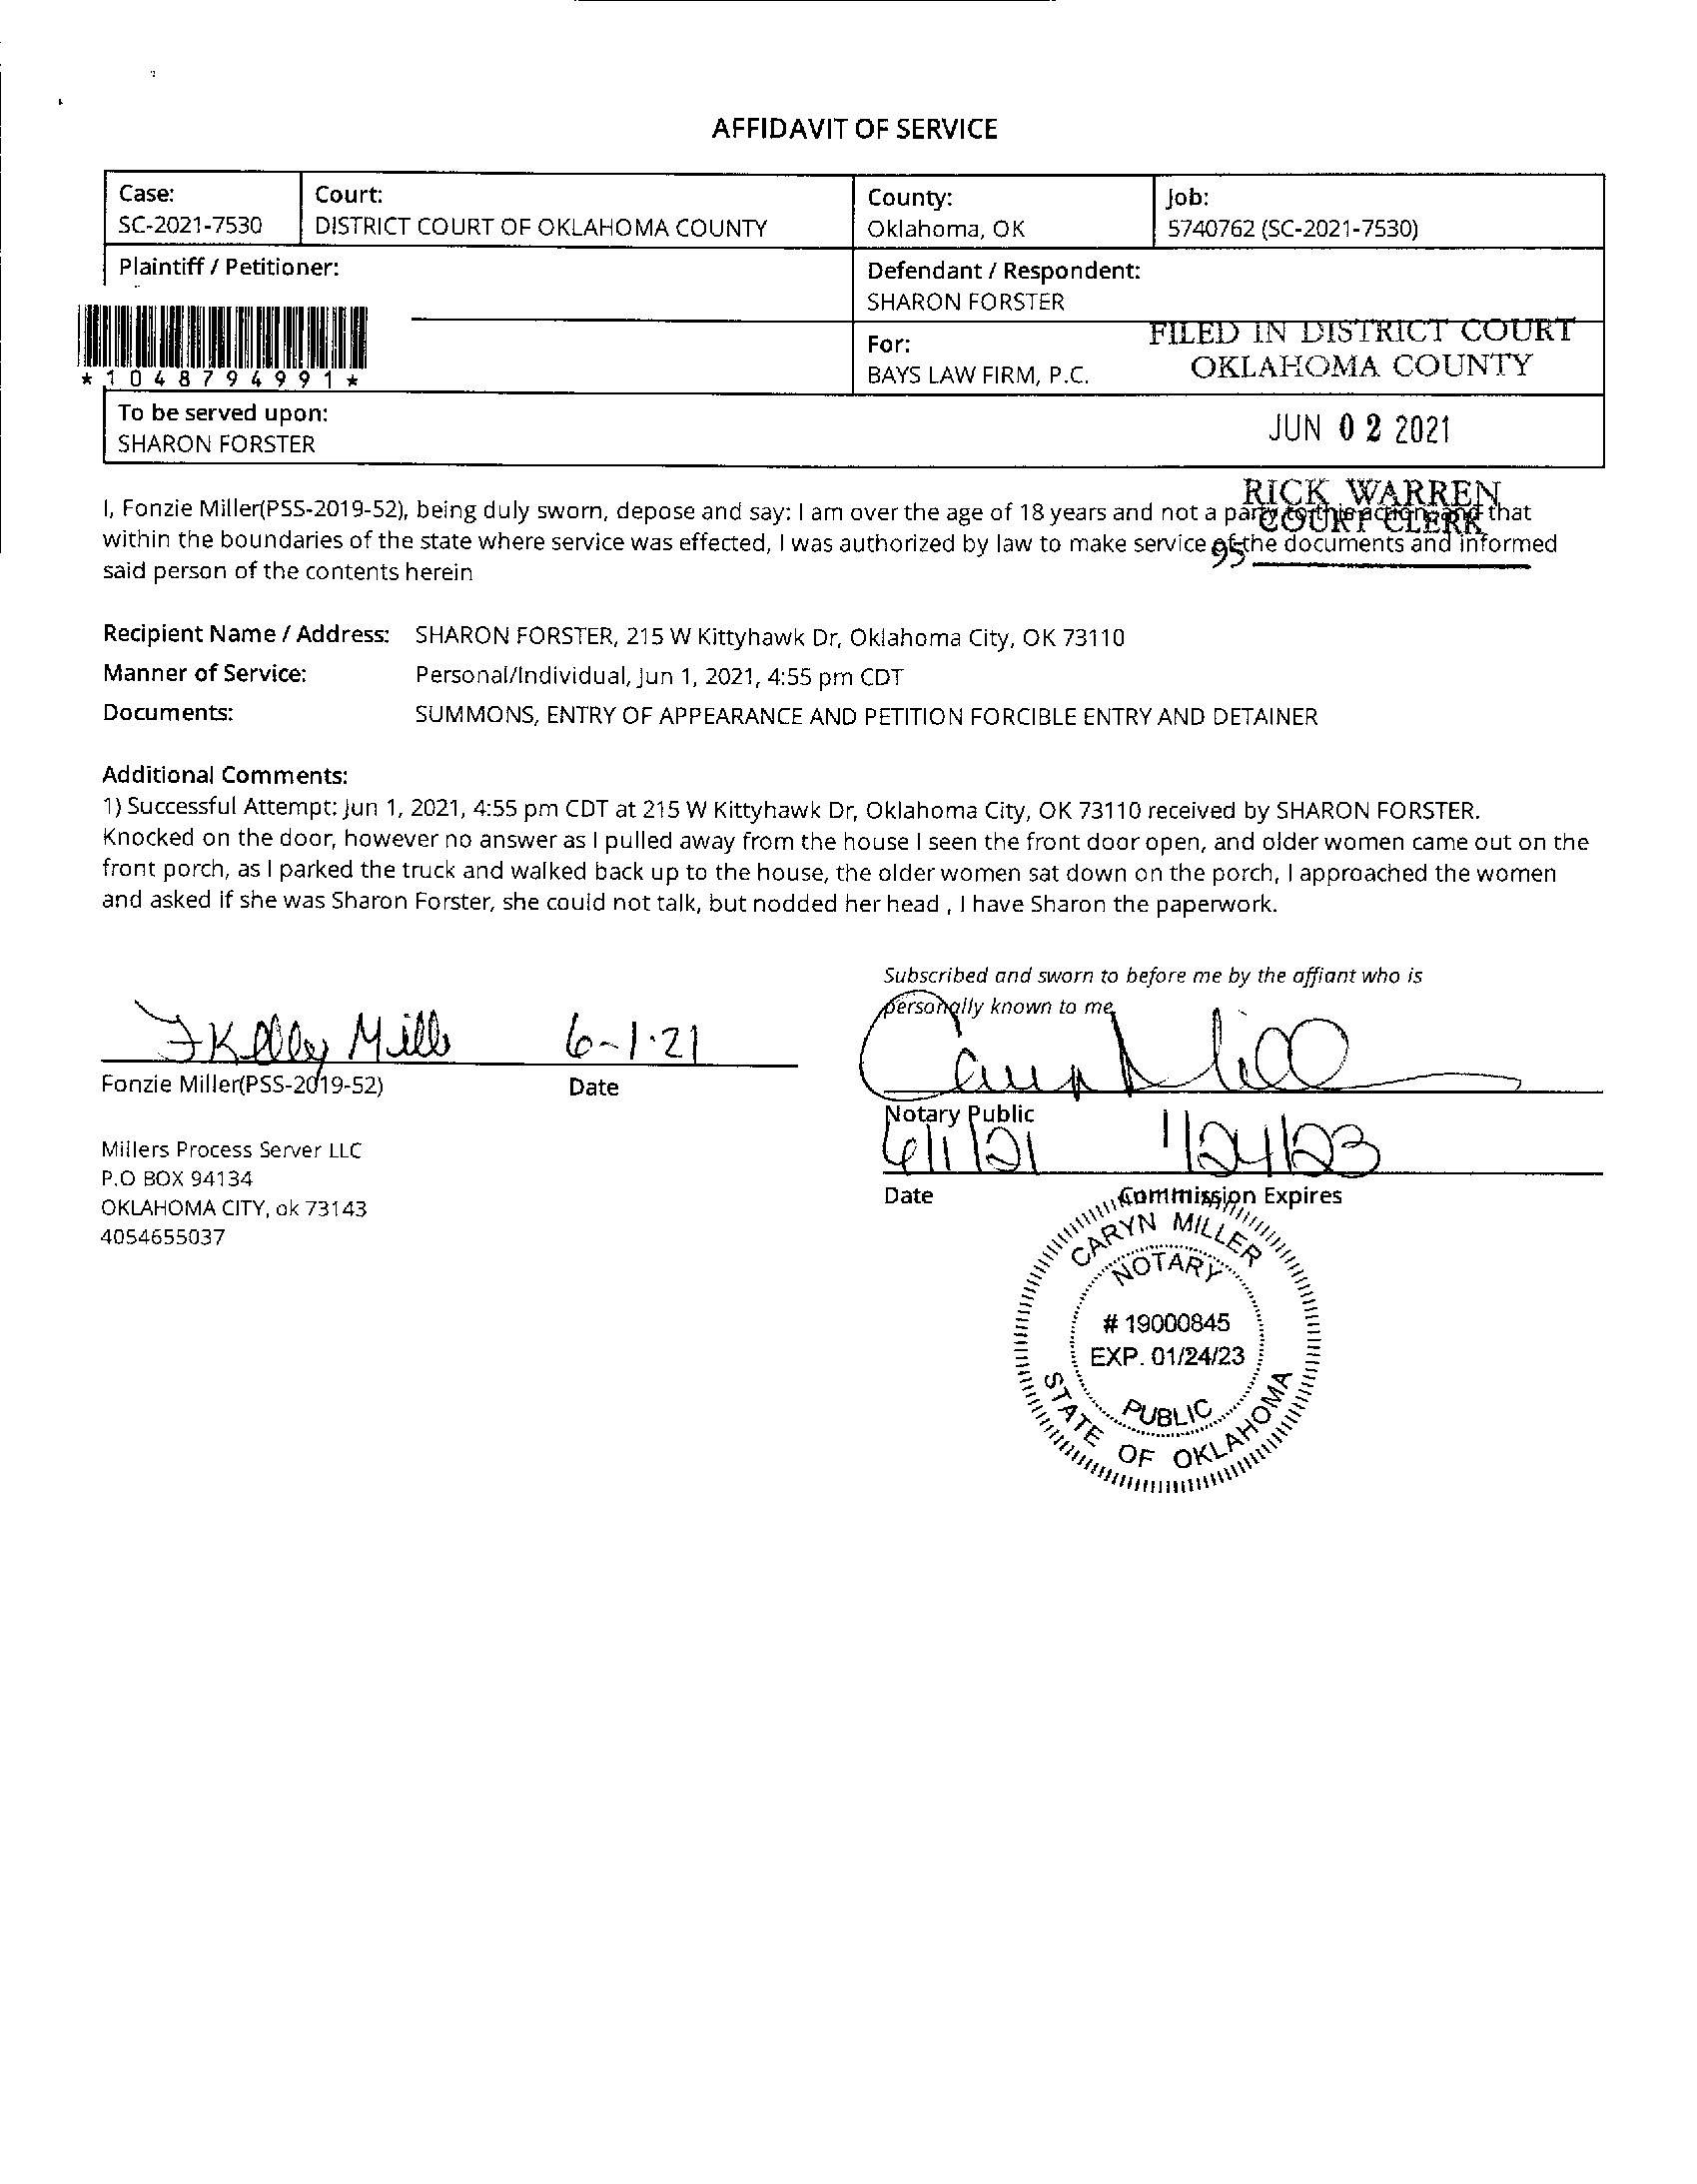 AFFIDAVIT OF SERVICE
Case:
SC-2021-7530
Court:
DISTRICT COURT OF OKLAHOMA COUNTY
County:
Oklahoma, OK
Job:
5740762 (SC-2021-7530)
Plaintiff / Petitioner:
Defendant / Respondent:
SHARON FORSTER
*1048794991*
For:
BAYS LAW FIRM, P.C.
FILED IN DISTRICT COURT
OKLAHOMA COUNTY
To be served upon:
SHARON FORSTER
JUN 02 2021
RICK WARREN
COURT CLERK
95
I, Fonzie Miller(PSS-2019-52), being duly sworn, depose and say: I am over the age of 18 years and not a party to this action, and that
within the boundaries of the state where service was effected, I was authorized by law to make service of the documents and informed
said person of the contents herein
Recipient Name / Address: SHARON FORSTER, 215 W Kittyhawk Dr, Oklahoma City, OK 73110
Manner of Service: Personal/Individual, Jun 1, 2021, 4:55 pm CDT
Documents: SUMMONS, ENTRY OF APPEARANCE AND PETITION FORCIBLE ENTRY AND DETAINER
Additional Comments:
1) Successful Attempt: Jun 1, 2021, 4:55 pm CDT at 215 W Kittyhawk Dr, Oklahoma City, OK 73110 received by SHARON FORSTER.
Knocked on the door, however no answer as I pulled away from the house I seen the front door open, and older women came out on the
front porch, as I parked the truck and walked back up to the house, the older women sat down on the porch, I approached the women
and asked if she was Sharon Forster, she could not talk, but nodded her head , I have Sharon the paperwork.
Subscribed and sworn to before me by the affiant who is
personally known to me
F Kelly Mille 6-1-21
Fonzie Miller(PSS-2019-52) Date
Caryn Mill
Notary Public
6/1/21 1/24/23
Date Commission Expires
Millers Process Server LLC
P.O BOX 94134
OKLAHOMA CITY, ok 73143
4054655037
CARYN MILLER
NOTARY
# 19000845
EXP. 01/24/23
PUBLIC
STATE OF OKLAHOMA